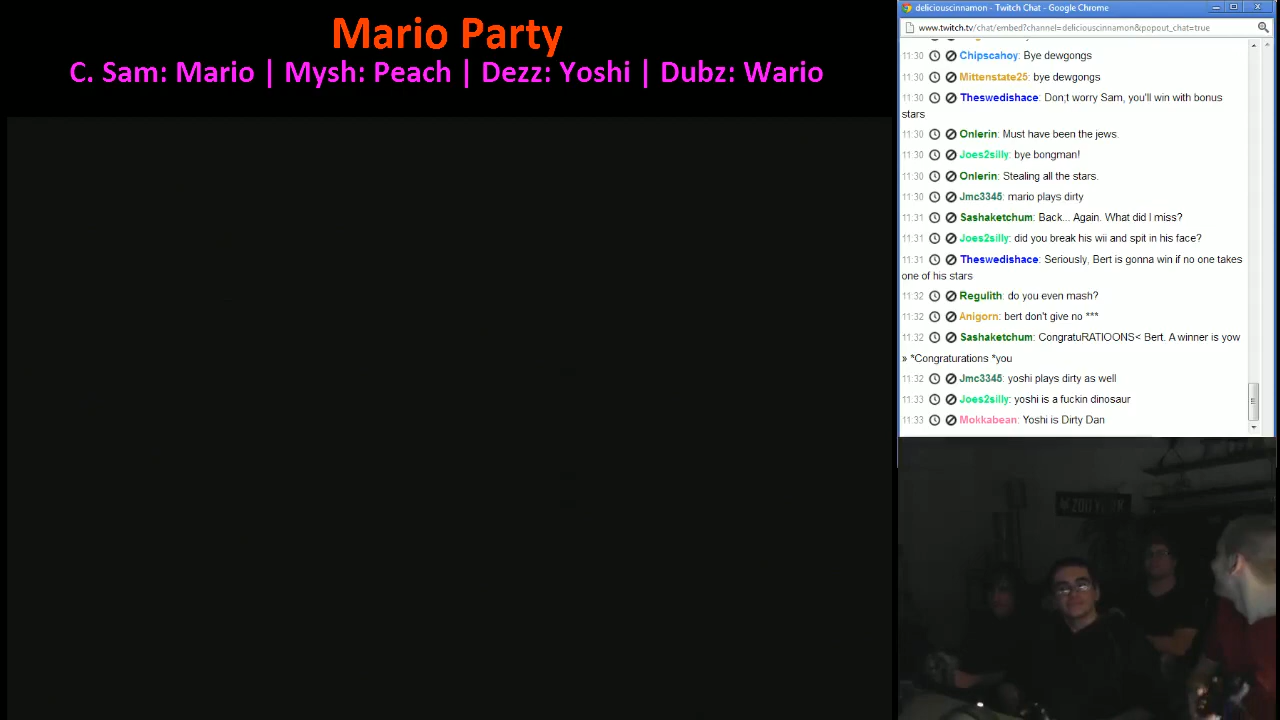 Mario Party
C. Sam: Mario | Mysh: Peach | Dezz: Yoshi | Dubz: Wario
deliciouscinnamon - Twitch Chat - Google Chrome
www.twitch.tv/chat/embed?channel=deliciouscinnamon&popout_chat=true
11:30 Chipscahoy: Bye dewgongs
11:30 Mittenstate25: bye dewgongs
11:30 Theswedishace: Don;t worry Sam, you'll win with bonus
stars
11:30 Onlerin: Must have been the jews.
11:30 Joes2silly: bye bongman!
11:30 Onlerin: Stealing all the stars.
11:30 Jmc3345: mario plays dirty
11:31 Sashaketchum: Back... Again. What did I miss?
11:31 Joes2silly: did you break his wii and spit in his face?
11:31 Theswedishace: Seriously, Bert is gonna win if no one takes
one of his stars
11:32 Regulith: do you even mash?
11:32 Anigorn: bert don't give no ***
11:32 Sashaketchum: CongratuRATIOONS< Bert. A winner is yow
» *Congraturations *you
11:32 Jmc3345: yoshi plays dirty as well
11:33 Joes2silly: yoshi is a fuckin dinosaur
11:33 Mokkabean: Yoshi is Dirty Dan